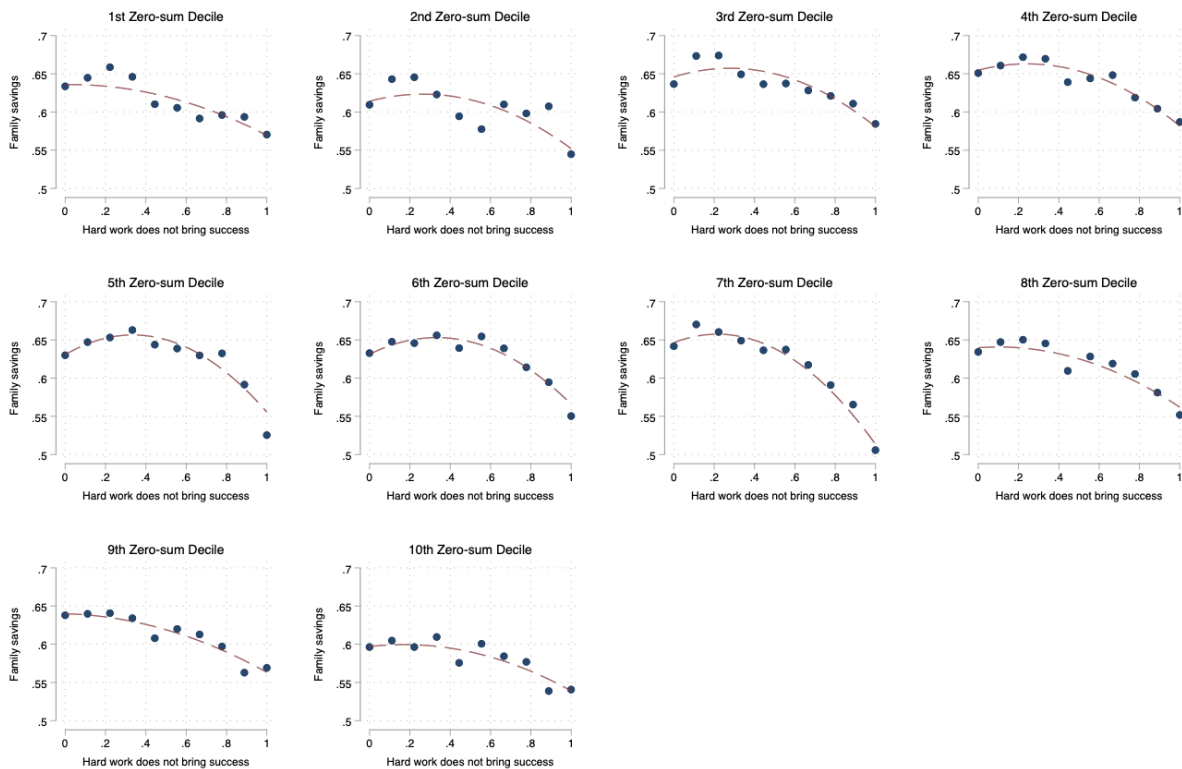 1st Zero-sum Decile
.7
.65
.6
.55
.5
Family savings
0 .2 .4 .6 .8 1
Hard work does not bring success
2nd Zero-sum Decile
.7
.65
.6
.55
.5
Family savings
0 .2 .4 .6 .8 1
Hard work does not bring success
3rd Zero-sum Decile
.7
.65
.6
.55
.5
Family savings
0 .2 .4 .6 .8 1
Hard work does not bring success
4th Zero-sum Decile
.7
.65
.6
.55
.5
Family savings
0 .2 .4 .6 .8 1
Hard work does not bring success
5th Zero-sum Decile
.7
.65
.6
.55
.5
Family savings
0 .2 .4 .6 .8 1
Hard work does not bring success
6th Zero-sum Decile
.7
.65
.6
.55
.5
Family savings
0 .2 .4 .6 .8 1
Hard work does not bring success
7th Zero-sum Decile
.7
.65
.6
.55
.5
Family savings
0 .2 .4 .6 .8 1
Hard work does not bring success
8th Zero-sum Decile
.7
.65
.6
.55
.5
Family savings
0 .2 .4 .6 .8 1
Hard work does not bring success
9th Zero-sum Decile
.7
.65
.6
.55
.5
Family savings
0 .2 .4 .6 .8 1
Hard work does not bring success
10th Zero-sum Decile
.7
.65
.6
.55
.5
Family savings
0 .2 .4 .6 .8 1
Hard work does not bring success